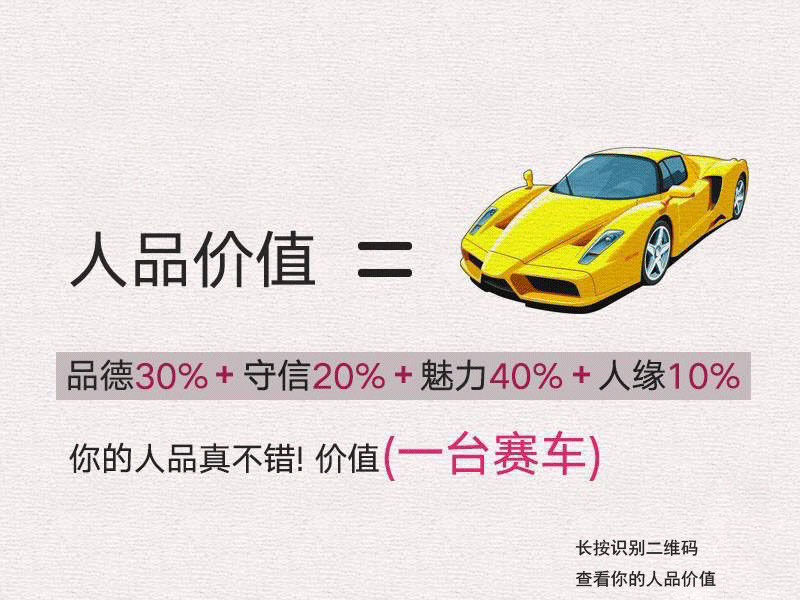 人品价值 =
品德30%+ 守信20% + 魅力40% + 人缘10%
你的人品真不错! 价值(一台赛车)
长按识别二维码
查看你的人品价值